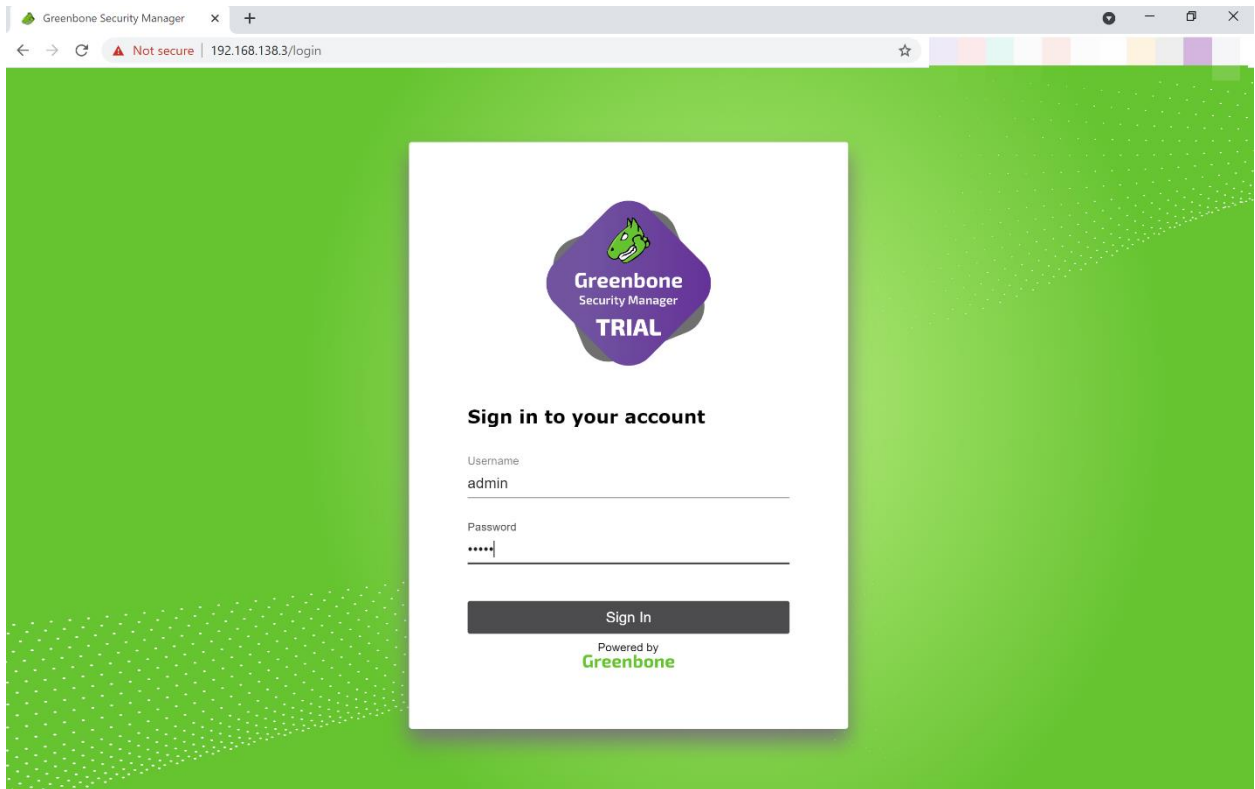 Greenbone Security Manager
Not secure | 192.168.138.3/login
Greenbone
Security Manager
TRIAL
Sign in to your account
Username
admin
Password
•••••
Sign In
Powered by
Greenbone